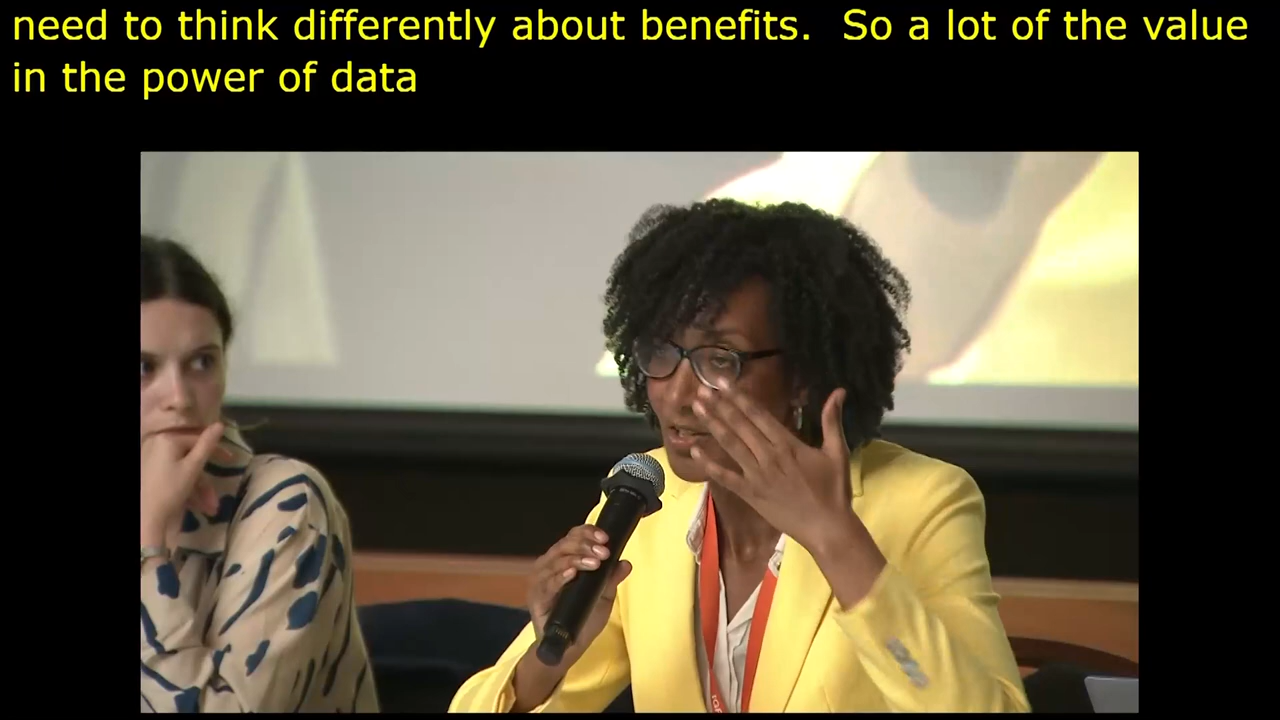 need to think differently about benefits.  So a lot of the value
in the power of data